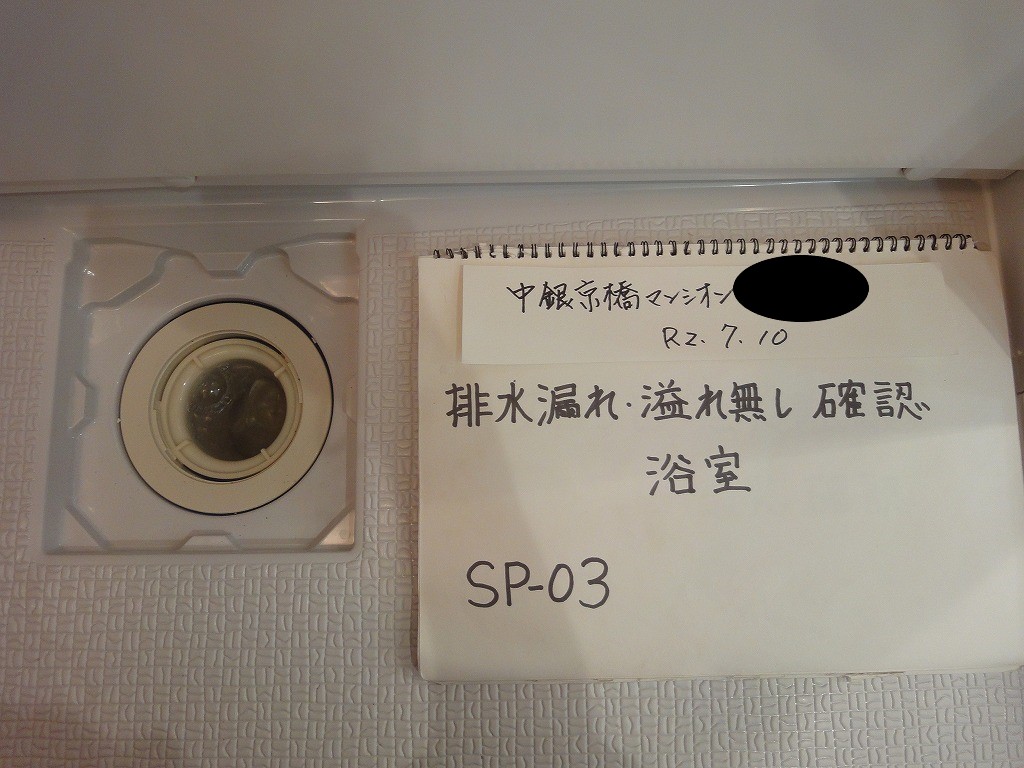 中銀京橋マンシオン
R2.7.10
排水漏れ・溢れ無し確認
浴室
SP-03